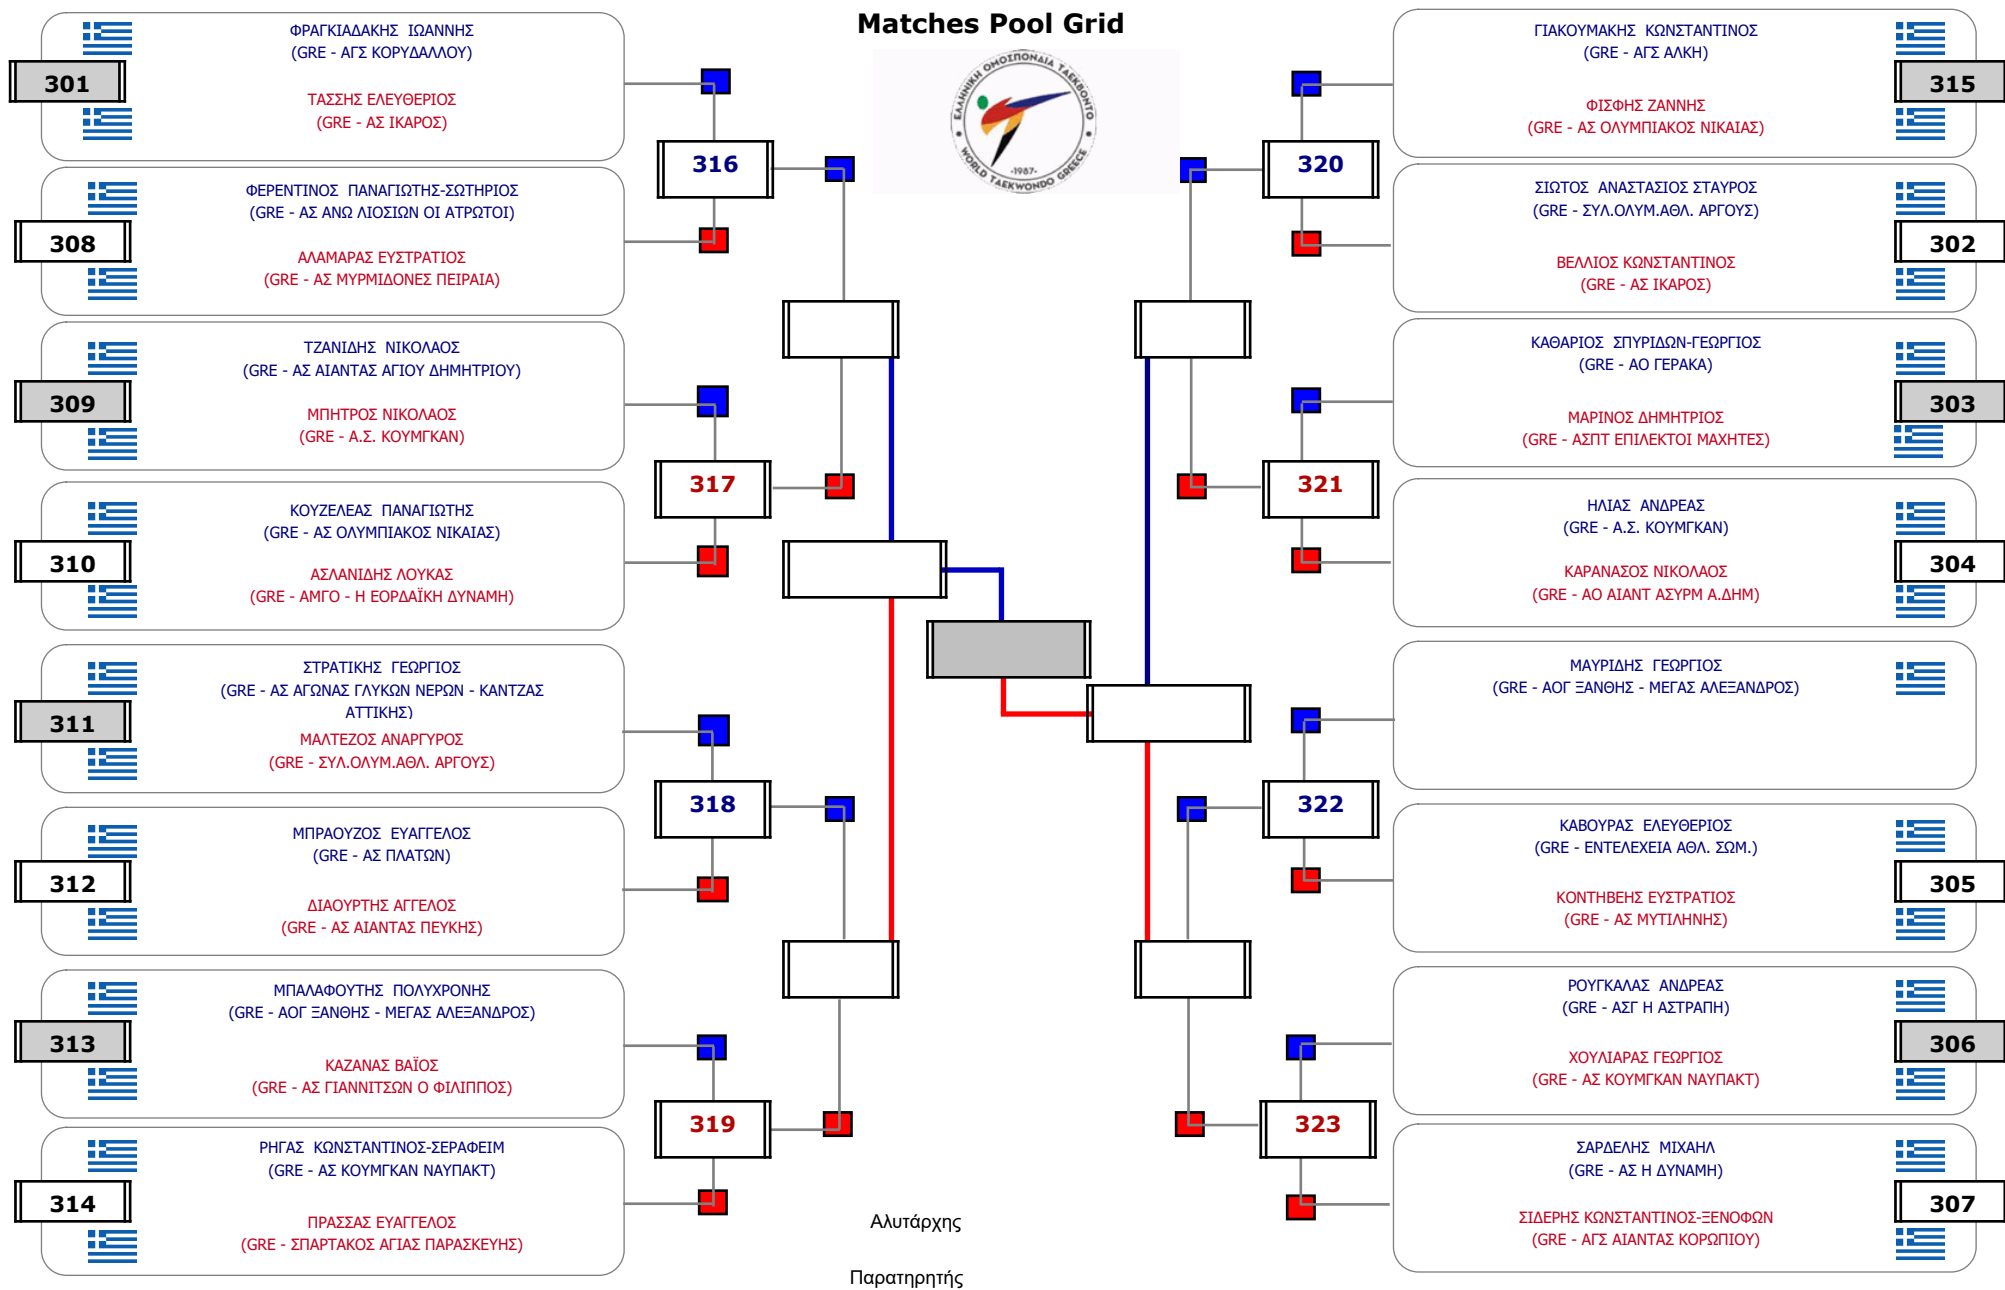 Matches Pool Grid
ΕΛΛΗΝΙΚΗ ΟΜΟΣΠΟΝΔΙΑ ΤΑΕΚΒΟΝΤΟ
-1987-
WORLD TAEKWONDO GREECE
301
ΦΡΑΓΚΙΑΔΑΚΗΣ ΙΩΑΝΝΗΣ
(GRE - ΑΓΣ ΚΟΡΥΔΑΛΛΟΥ)
ΤΑΣΣΗΣ ΕΛΕΥΘΕΡΙΟΣ
(GRE - ΑΣ ΙΚΑΡΟΣ)
308
ΦΕΡΕΝΤΙΝΟΣ ΠΑΝΑΓΙΩΤΗΣ-ΣΩΤΗΡΙΟΣ
(GRE - ΑΣ ΑΝΩ ΛΙΟΣΙΩΝ ΟΙ ΑΤΡΩΤΟΙ)
ΑΛΑΜΑΡΑΣ ΕΥΣΤΡΑΤΙΟΣ
(GRE - ΑΣ ΜΥΡΜΙΔΟΝΕΣ ΠΕΙΡΑΙΑ)
309
ΤΖΑΝΙΔΗΣ ΝΙΚΟΛΑΟΣ
(GRE - ΑΣ ΑΙΑΝΤΑΣ ΑΓΙΟΥ ΔΗΜΗΤΡΙΟΥ)
ΜΠΗΤΡΟΣ ΝΙΚΟΛΑΟΣ
(GRE - Α.Σ. ΚΟΥΜΓΚΑΝ)
310
ΚΟΥΖΕΛΕΑΣ ΠΑΝΑΓΙΩΤΗΣ
(GRE - ΑΣ ΟΛΥΜΠΙΑΚΟΣ ΝΙΚΑΙΑΣ)
ΑΣΛΑΝΙΔΗΣ ΛΟΥΚΑΣ
(GRE - ΑΜΓΟ - Η ΕΟΡΔΑΪΚΗ ΔΥΝΑΜΗ)
311
ΣΤΡΑΤΙΚΗΣ ΓΕΩΡΓΙΟΣ
(GRE - ΑΣ ΑΓΩΝΑΣ ΓΛΥΚΩΝ ΝΕΡΩΝ - ΚΑΝΤΖΑΣ
ΑΤΤΙΚΗΣ)
ΜΑΛΤΕΖΟΣ ΑΝΑΡΓΥΡΟΣ
(GRE - ΣΥΛ.ΟΛΥΜ.ΑΘΛ. ΑΡΓΟΥΣ)
312
ΜΠΡΑΟΥΖΟΣ ΕΥΑΓΓΕΛΟΣ
(GRE - ΑΣ ΠΛΑΤΩΝ)
ΔΙΑΟΥΡΤΗΣ ΑΓΓΕΛΟΣ
(GRE - ΑΣ ΑΙΑΝΤΑΣ ΠΕΥΚΗΣ)
313
ΜΠΑΛΑΦΟΥΤΗΣ ΠΟΛΥΧΡΟΝΗΣ
(GRE - ΑΟΓ ΞΑΝΘΗΣ - ΜΕΓΑΣ ΑΛΕΞΑΝΔΡΟΣ)
ΚΑΖΑΝΑΣ ΒΑΪΟΣ
(GRE - ΑΣ ΓΙΑΝΝΙΤΣΩΝ Ο ΦΙΛΙΠΠΟΣ)
314
ΡΗΓΑΣ ΚΩΝΣΤΑΝΤΙΝΟΣ-ΣΕΡΑΦΕΙΜ
(GRE - ΑΣ ΚΟΥΜΓΚΑΝ ΝΑΥΠΑΚΤ)
ΠΡΑΣΣΑΣ ΕΥΑΓΓΕΛΟΣ
(GRE - ΣΠΑΡΤΑΚΟΣ ΑΓΙΑΣ ΠΑΡΑΣΚΕΥΗΣ)
316
317
318
319
320
321
322
323
ΓΙΑΚΟΥΜΑΚΗΣ ΚΩΝΣΤΑΝΤΙΝΟΣ
(GRE - ΑΓΣ ΑΛΚΗ)
315
ΦΙΣΦΗΣ ΖΑΝΝΗΣ
(GRE - ΑΣ ΟΛΥΜΠΙΑΚΟΣ ΝΙΚΑΙΑΣ)
ΣΙΩΤΟΣ ΑΝΑΣΤΑΣΙΟΣ ΣΤΑΥΡΟΣ
(GRE - ΣΥΛ.ΟΛΥΜ.ΑΘΛ. ΑΡΓΟΥΣ)
302
ΒΕΛΛΙΟΣ ΚΩΝΣΤΑΝΤΙΝΟΣ
(GRE - ΑΣ ΙΚΑΡΟΣ)
ΚΑΘΑΡΙΟΣ ΣΠΥΡΙΔΩΝ-ΓΕΩΡΓΙΟΣ
(GRE - ΑΟ ΓΕΡΑΚΑ)
303
ΜΑΡΙΝΟΣ ΔΗΜΗΤΡΙΟΣ
(GRE - ΑΣΠΤ ΕΠΙΛΕΚΤΟΙ ΜΑΧΗΤΕΣ)
ΗΛΙΑΣ ΑΝΔΡΕΑΣ
(GRE - Α.Σ. ΚΟΥΜΓΚΑΝ)
304
ΚΑΡΑΝΑΣΟΣ ΝΙΚΟΛΑΟΣ
(GRE - ΑΟ ΑΙΑΝΤ ΑΣΥΡΜ Α.ΔΗΜ)
ΜΑΥΡΙΔΗΣ ΓΕΩΡΓΙΟΣ
(GRE - ΑΟΓ ΞΑΝΘΗΣ - ΜΕΓΑΣ ΑΛΕΞΑΝΔΡΟΣ)
ΚΑΒΟΥΡΑΣ ΕΛΕΥΘΕΡΙΟΣ
(GRE - ΕΝΤΕΛΕΧΕΙΑ ΑΘΛ. ΣΩΜ.)
305
ΚΟΝΤΗΒΕΗΣ ΕΥΣΤΡΑΤΙΟΣ
(GRE - ΑΣ ΜΥΤΙΛΗΝΗΣ)
ΡΟΥΓΚΑΛΑΣ ΑΝΔΡΕΑΣ
(GRE - ΑΣΓ Η ΑΣΤΡΑΠΗ)
306
ΧΟΥΛΙΑΡΑΣ ΓΕΩΡΓΙΟΣ
(GRE - ΑΣ ΚΟΥΜΓΚΑΝ ΝΑΥΠΑΚΤ)
ΣΑΡΔΕΛΗΣ ΜΙΧΑΗΛ
(GRE - ΑΣ Η ΔΥΝΑΜΗ)
307
ΣΙΔΕΡΗΣ ΚΩΝΣΤΑΝΤΙΝΟΣ-ΞΕΝΟΦΩΝ
(GRE - ΑΓΣ ΑΙΑΝΤΑΣ ΚΟΡΩΠΙΟΥ)
Αλυτάρχης
Παρατηρητής